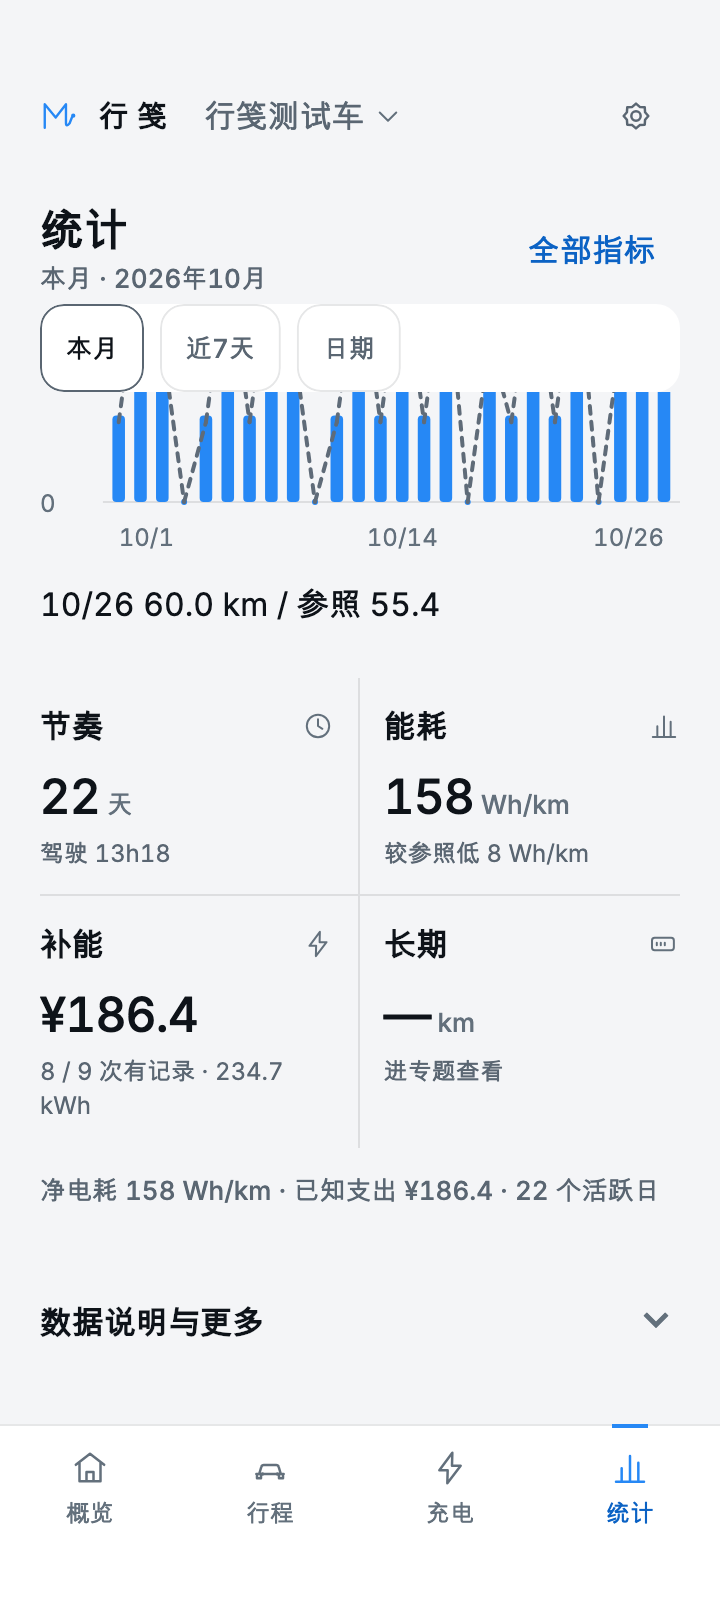 行笺 行笺测试车
统计
全部指标
本月 · 2026年10月
本月 近7天 日期
0
10/1 10/14 10/26
10/26 60.0 km / 参照 55.4
节奏
22 天
驾驶 13h18
能耗
158 Wh/km
较参照低 8 Wh/km
补能
¥186.4
8 / 9 次有记录 · 234.7
kWh
长期
— km
进专题查看
净电耗 158 Wh/km · 已知支出 ¥186.4 · 22 个活跃日
数据说明与更多
概览 行程 充电 统计